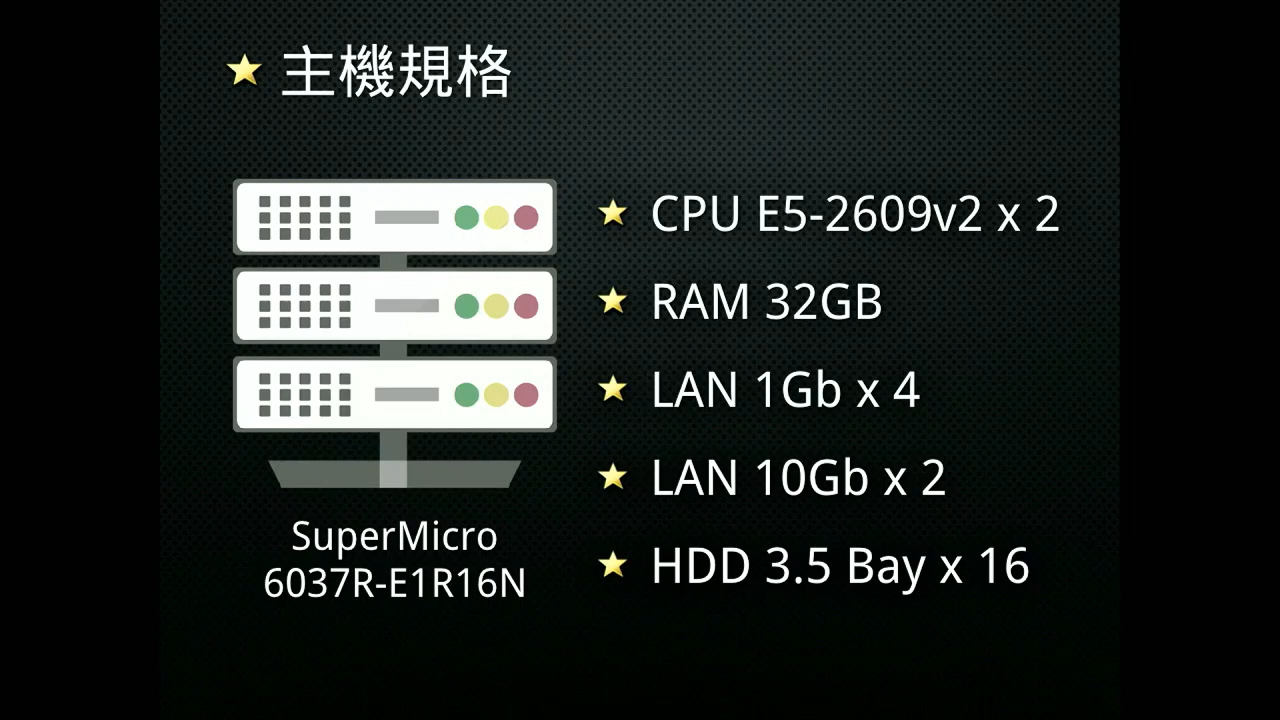 主機規格
CPU E5-2609v2 x 2
RAM 32GB
LAN 1Gb x 4
LAN 10Gb x 2
HDD 3.5 Bay x 16
SuperMicro
6037R-E1R16N